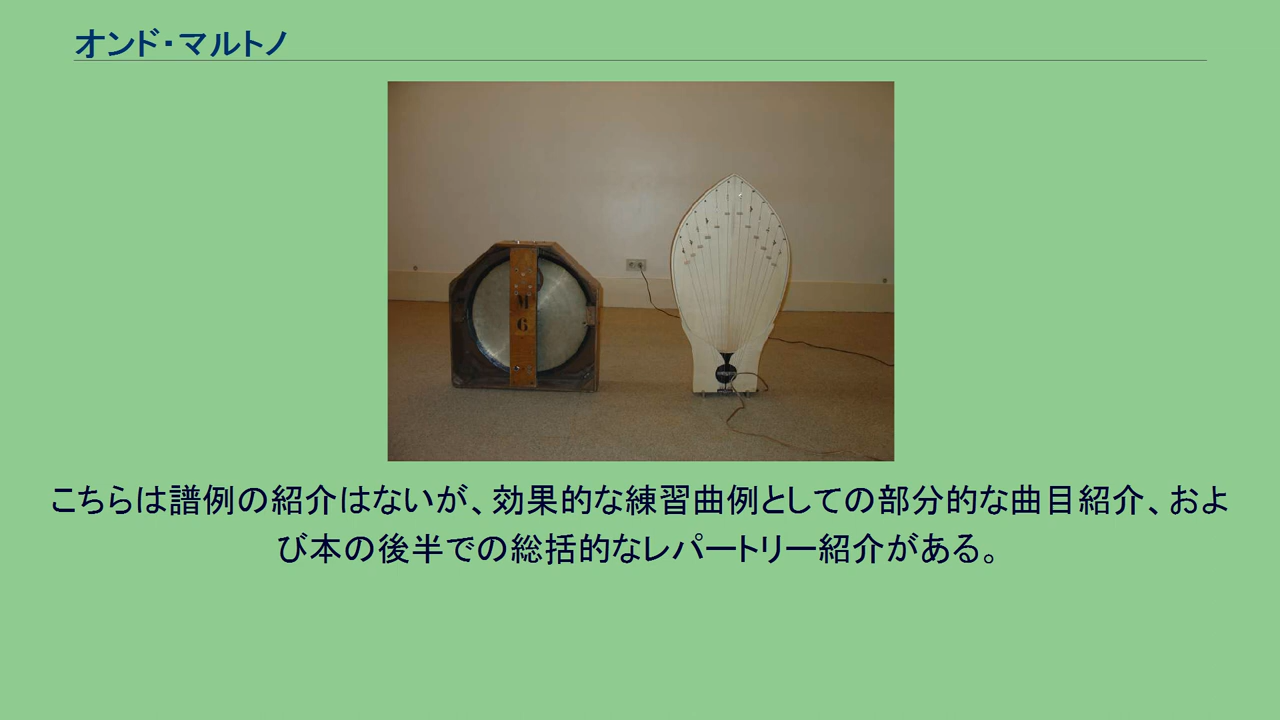 オンド・マルトノ
M
6
こちらは譜例の紹介はないが、効果的な練習曲例としての部分的な曲目紹介、およ
び本の後半での総括的なレパートリー紹介がある。